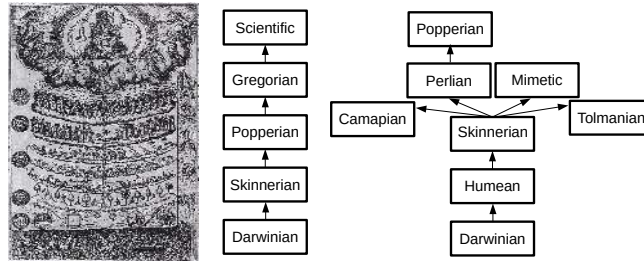 Scientific
Gregorian
Popperian
Skinnerian
Darwinian
Popperian
Perlian
Mimetic
Camapian
Skinnerian
Tolmanian
Humean
Darwinian